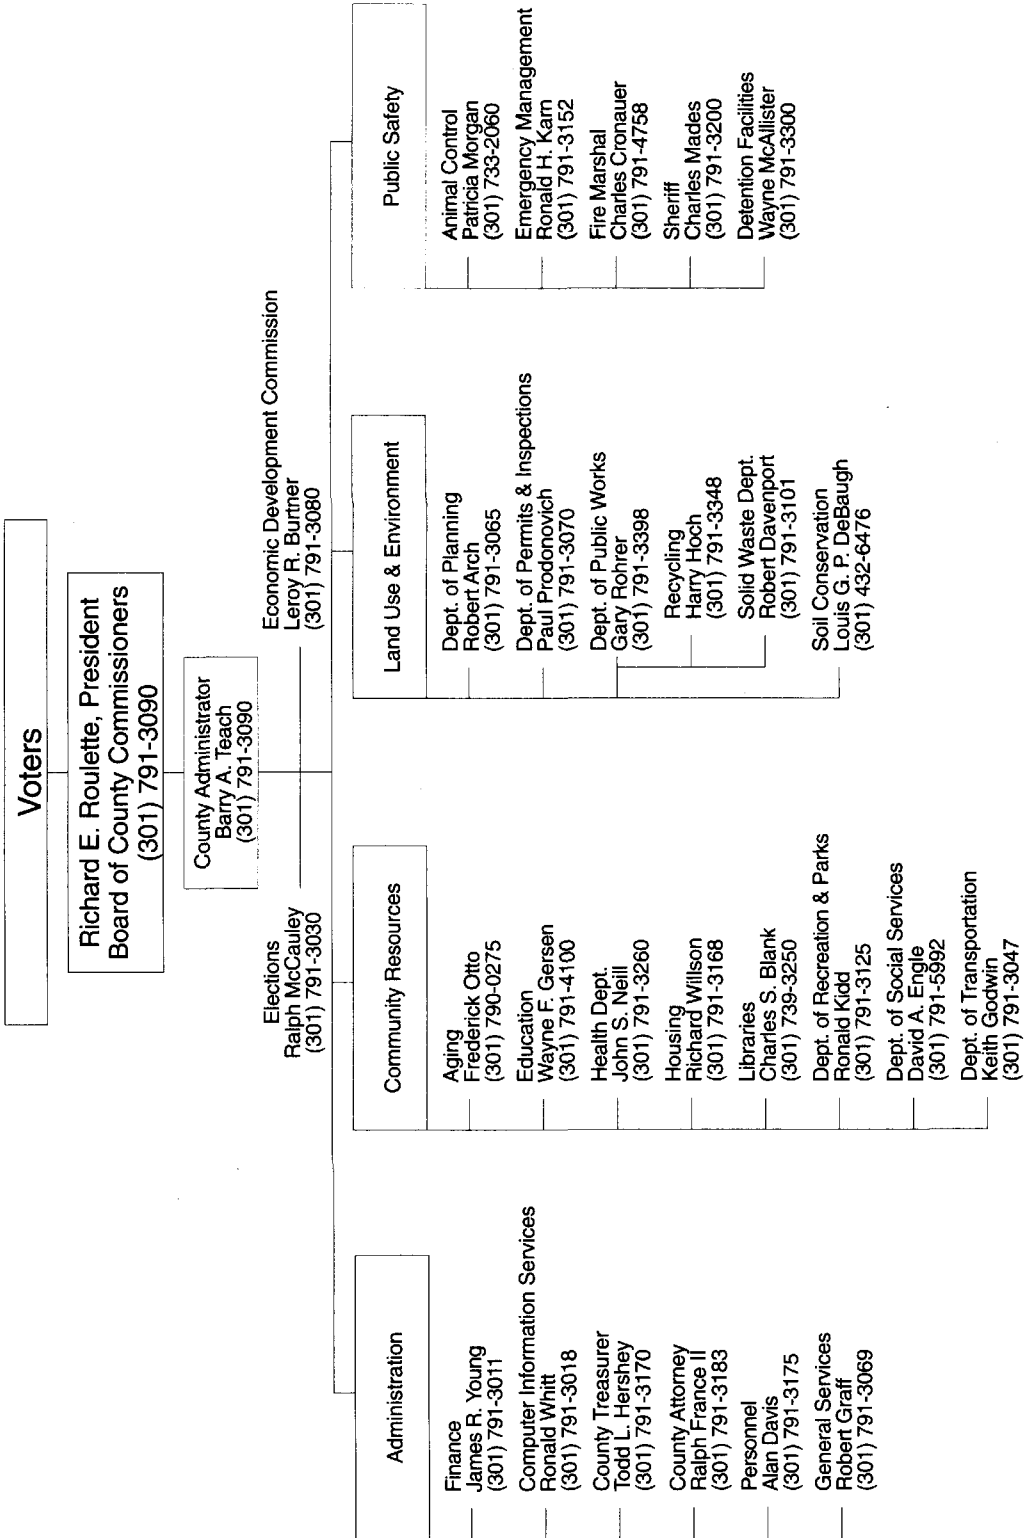 Voters
Richard E. Roulette, President
Board of County Commissioners
(301) 791-3090
County Administrator
Barry A. Teach
(301) 791-3090
Elections
Ralph McCauley
(301) 791-3030
Economic Development Commission
Leroy R. Burtner
(301) 791-3080
Administration
Finance
James R. Young
(301) 791-3011
Computer Information Services
Ronald Whitt
(301) 791-3018
County Treasurer
Todd L. Hershey
(301) 791-3170
County Attorney
Ralph France II
(301) 791-3183
Personnel
Alan Davis
(301) 791-3175
General Services
Robert Graff
(301) 791-3069
Community Resources
Aging
Frederick Otto
(301) 790-0275
Education
Wayne F. Gersen
(301) 791-4100
Health Dept.
John S. Neill
(301) 791-3260
Housing
Richard Willson
(301) 791-3168
Libraries
Charles S. Blank
(301) 739-3250
Dept. of Recreation & Parks
Ronald Kidd
(301) 791-3125
Dept. of Social Services
David A. Engle
(301) 791-5992
Dept. of Transportation
Keith Godwin
(301) 791-3047
Land Use & Environment
Dept. of Planning
Robert Arch
(301) 791-3065
Dept. of Permits & Inspections
Paul Prodonovich
(301) 791-3070
Dept. of Public Works
Gary Rohrer
(301) 791-3398
Recycling
Harry Hoch
(301) 791-3348
Solid Waste Dept.
Robert Davenport
(301) 791-3101
Soil Conservation
Louis G. P. DeBaugh
(301) 432-6476
Public Safety
Animal Control
Patricia Morgan
(301) 733-2060
Emergency Management
Ronald H. Karn
(301) 791-3152
Fire Marshal
Charles Cronauer
(301) 791-4758
Sheriff
Charles Mades
(301) 791-3200
Detention Facilities
Wayne McAllister
(301) 791-3300